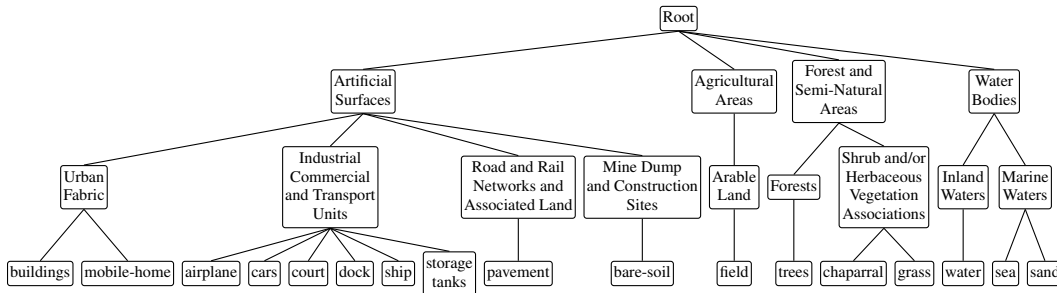 Root
Artificial
Surfaces
Agricultural
Areas
Forest and
Semi-Natural
Areas
Water
Bodies
Urban
Fabric
Industrial
Commercial
and Transport
Units
Road and Rail
Networks and
Associated Land
Mine Dump
and Construction
Sites
Arable
Land
Forests
Shrub and/or
Herbaceous
Vegetation
Associations
Inland
Waters
Marine
Waters
buildings
mobile-home
airplane
cars
court
dock
ship
storage
tanks
pavement
bare-soil
field
trees
chaparral
grass
water
sea
sand